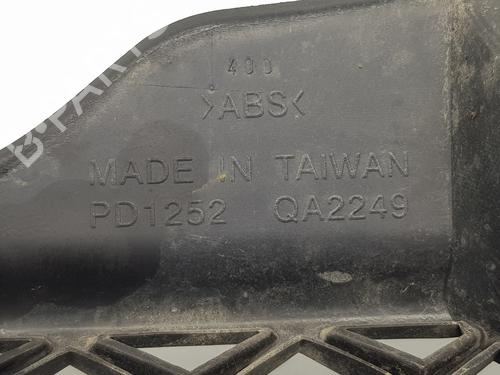 B-PARTS
400
>ABS<
MADE IN TAIWAN
PD1252 QA2249